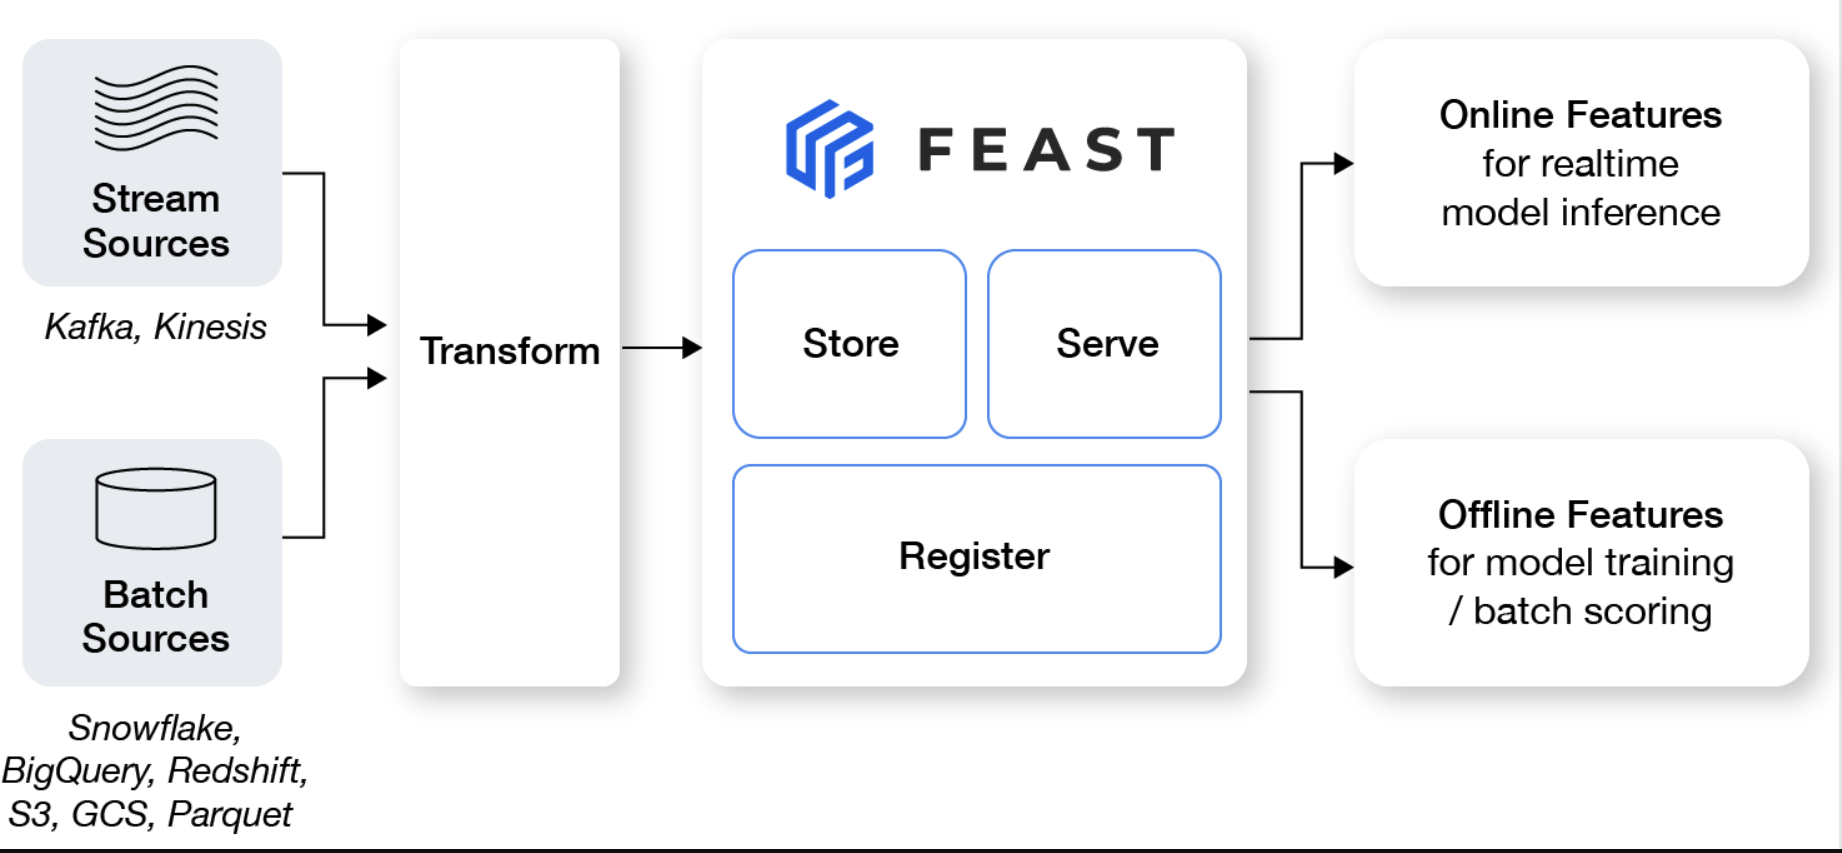 Stream
Sources
Kafka, Kinesis
Batch
Sources
Snowflake,
BigQuery, Redshift,
S3, GCS, Parquet
Transform
FEAST
Store
Serve
Register
Online Features
for realtime
model inference
Offline Features
for model training
/ batch scoring